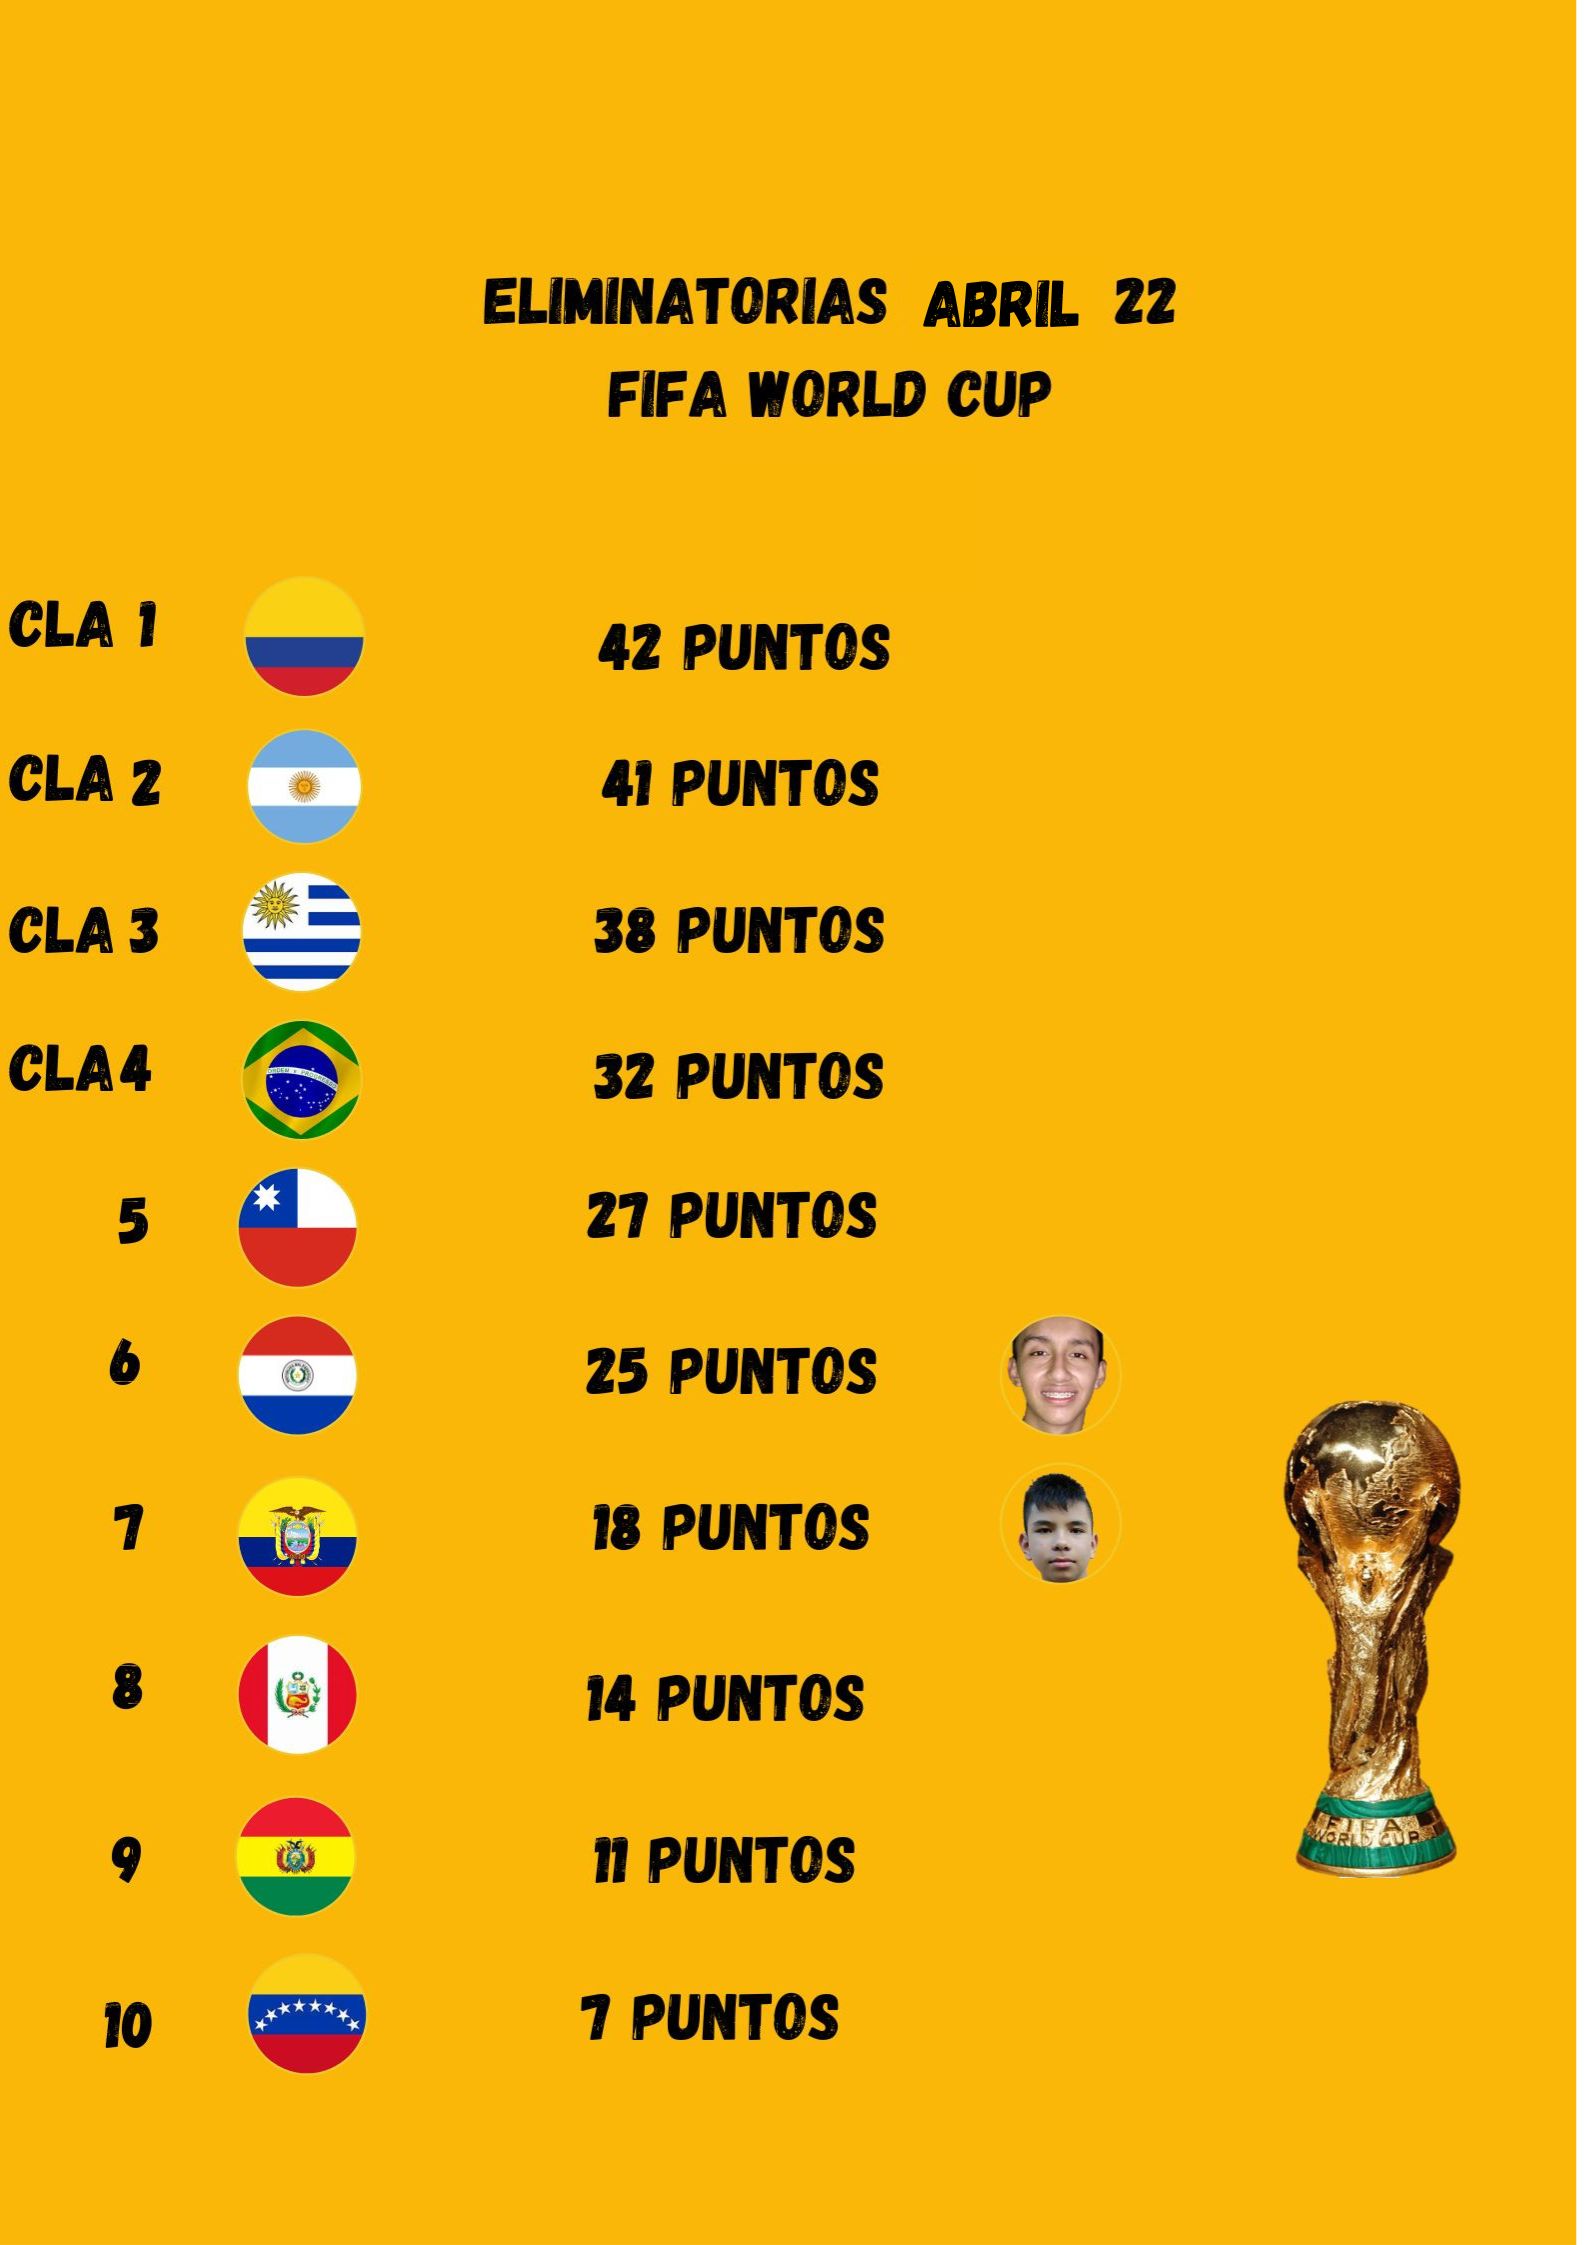 ELIMINATORIAS ABRIL 22
FIFA WORLD CUP
CLA 1 42 PUNTOS
CLA 2 41 PUNTOS
CLA 3 38 PUNTOS
CLA 4 32 PUNTOS
5 27 PUNTOS
6 25 PUNTOS
7 18 PUNTOS
8 14 PUNTOS
9 11 PUNTOS
10 7 PUNTOS
FIFA
WORLD CUP